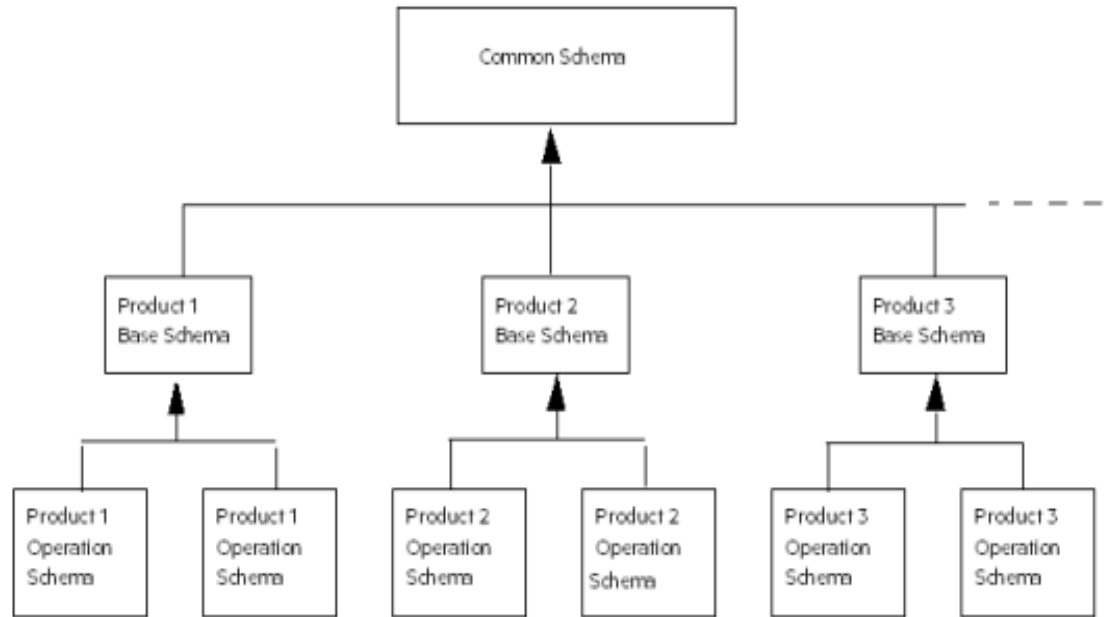 Common Schema
Product 1
Base Schema
Product 2
Base Schema
Product 3
Base Schema
Product 1
Operation
Schema
Product 1
Operation
Schema
Product 2
Operation
Schema
Product 2
Operation
Schema
Product 3
Operation
Schema
Product 3
Operation
Schema